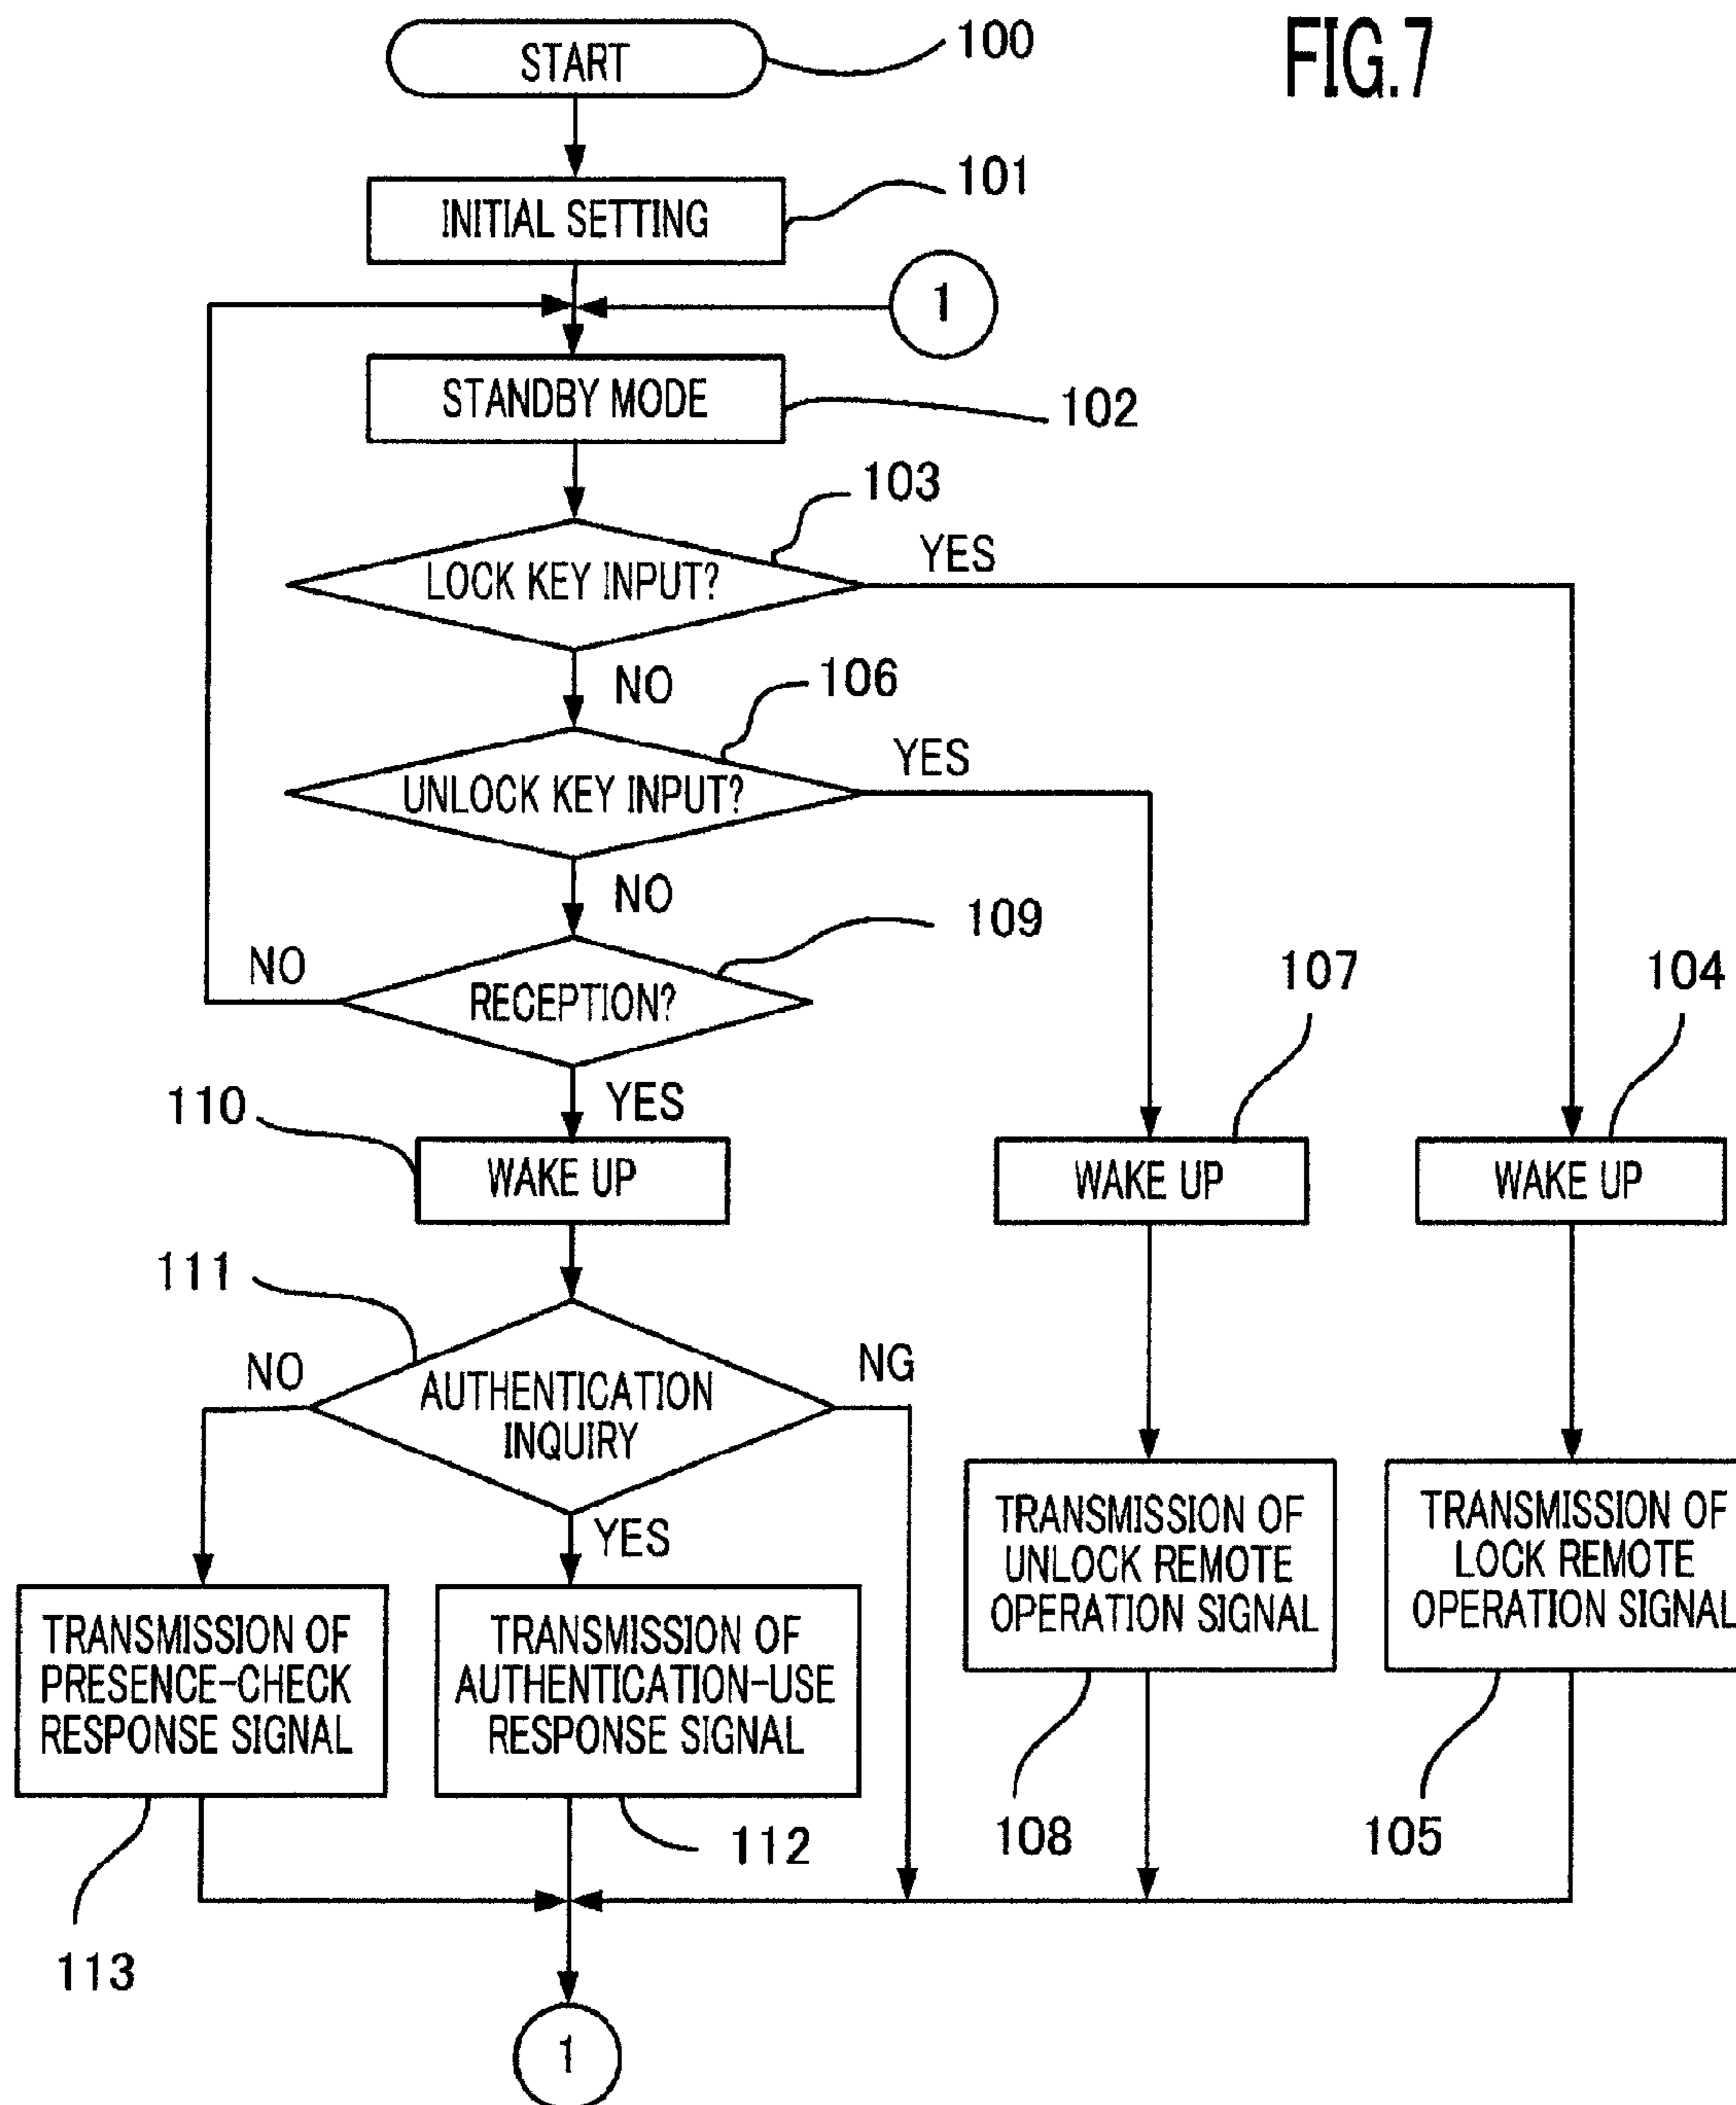 FIG.7
START
100
INITIAL SETTING
101
1
STANDBY MODE
102
103
LOCK KEY INPUT?
YES
NO
106
UNLOCK KEY INPUT?
YES
NO
109
RECEPTION?
NO
YES
107
104
110
WAKE UP
WAKE UP
WAKE UP
111
NO
NG
AUTHENTICATION
INQUIRY
YES
TRANSMISSION OF
UNLOCK REMOTE
OPERATION SIGNAL
TRANSMISSION OF
LOCK REMOTE
OPERATION SIGNAL
TRANSMISSION OF
PRESENCE-CHECK
RESPONSE SIGNAL
TRANSMISSION OF
AUTHENTICATION-USE
RESPONSE SIGNAL
108
105
112
113
1